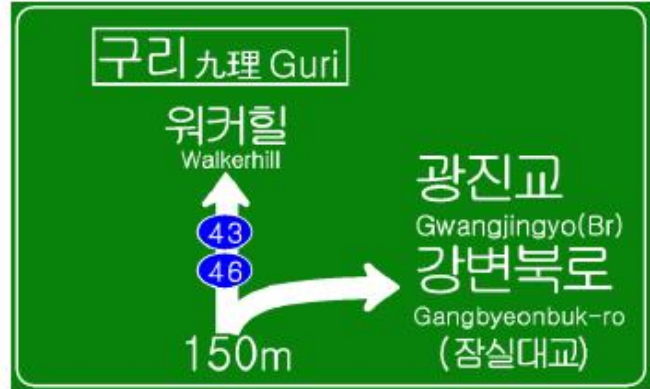 구리 九理 Guri
워커힐
Walkerhill
43
46
150m
광진교
Gwangjingyo(Br)
강변북로
Gangbyeonbuk-ro
(잠실대교)